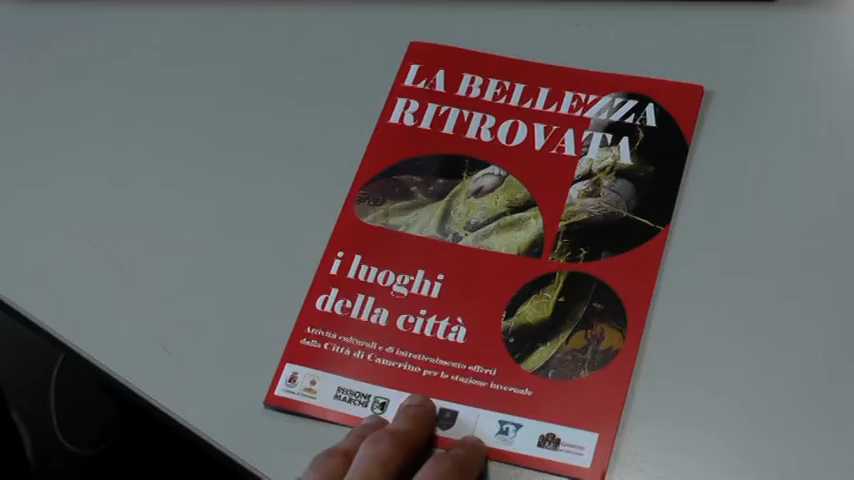 LA BELLEZZA
RITROVATA
i luoghi
della città
Attività culturali e di intrattenimento offerti
dalla Città di Camerino per la stagione invernale
REGIONE
MARCHE